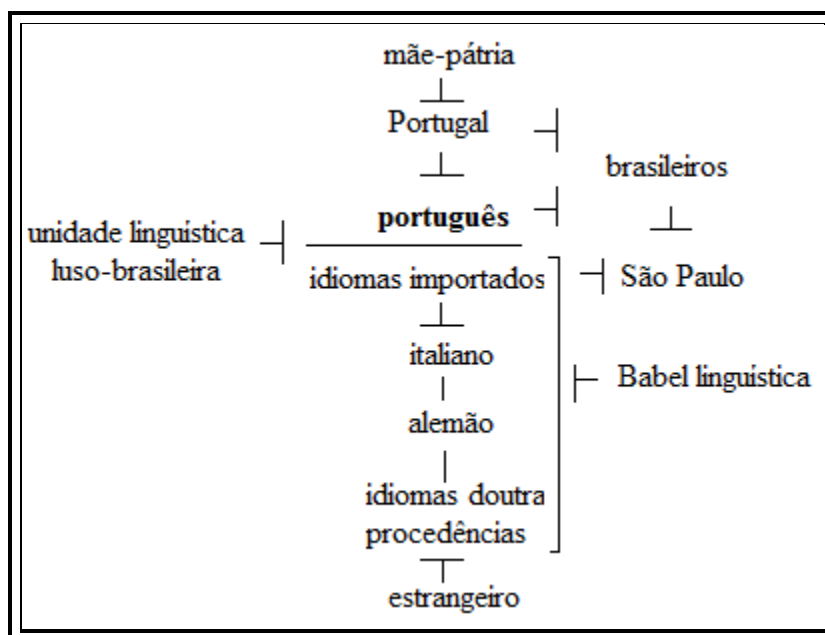 mãe-pátria
Portugal
brasileiros
português
unidade linguística
luso-brasileira
idiomas importados
São Paulo
italiano
Babel linguística
alemão
idiomas doutra
procedências
estrangeiro